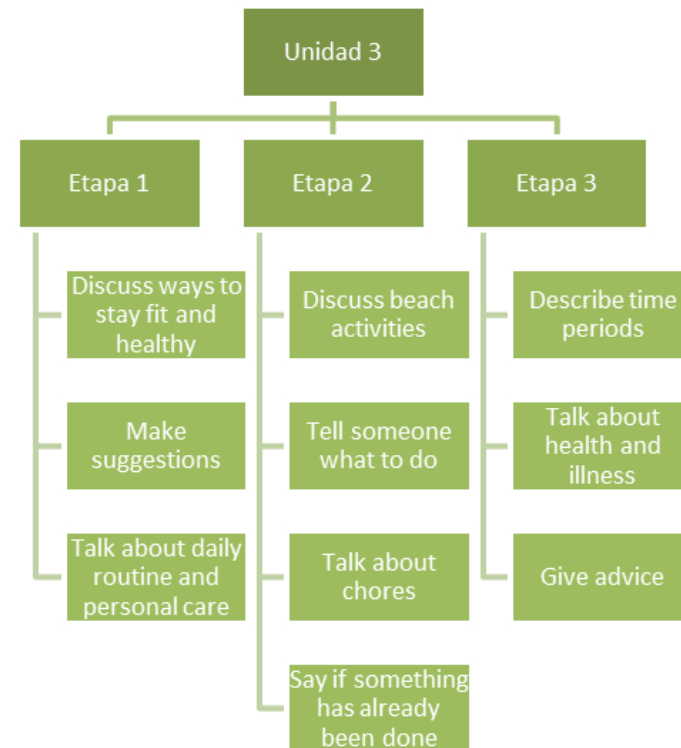 Unidad 3
Etapa 1
Discuss ways to
stay fit and
healthy
Make
suggestions
Talk about daily
routine and
personal care
Etapa 2
Discuss beach
activities
Tell someone
what to do
Talk about
chores
Say if something
has already
been done
Etapa 3
Describe time
periods
Talk about
health and
illness
Give advice